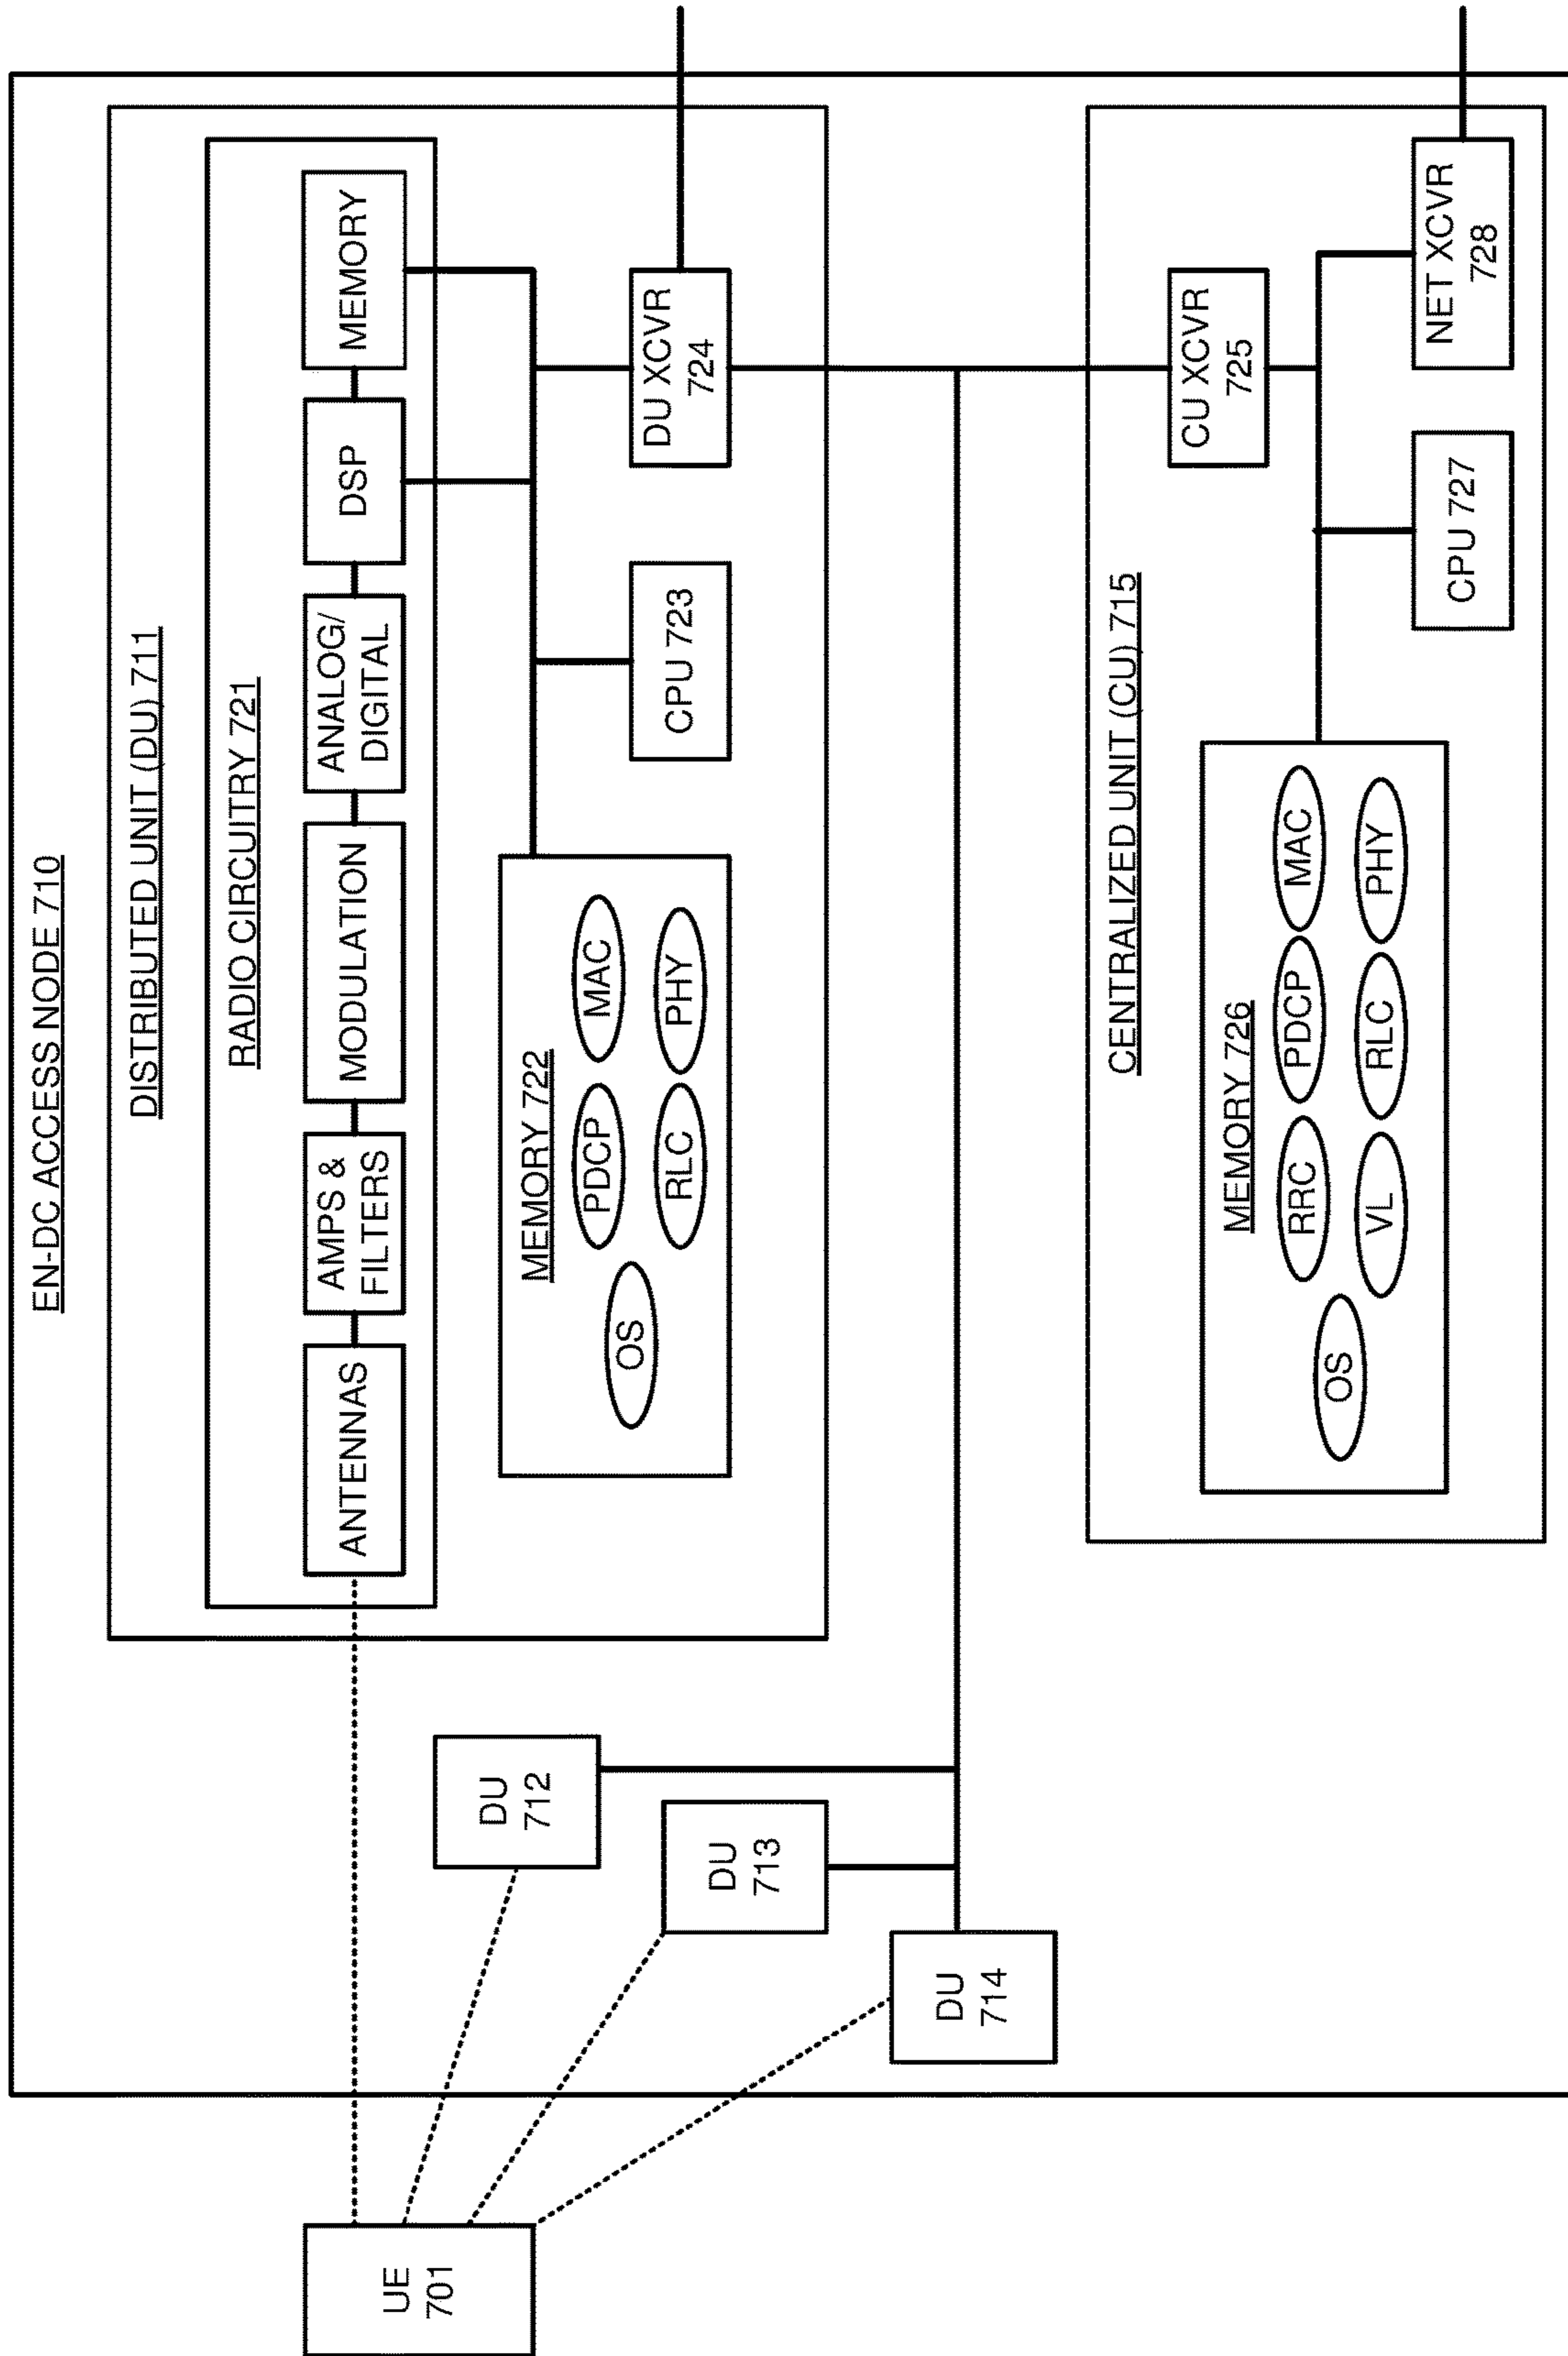 EN-DC ACCESS NODE 710
DISTRIBUTED UNIT (DU) 711
RADIO CIRCUITRY 721
ANTENNAS
AMPS &
FILTERS
MODULATION
ANALOG/
DIGITAL
DSP
MEMORY
MEMORY 722
OS
PDCP
MAC
RLC
PHY
CPU 723
DU XCVR
724
UE
701
DU
712
DU
713
DU
714
CENTRALIZED UNIT (CU) 715
CU XCVR
725
MEMORY 726
OS
RRC
PDCP
MAC
VL
RLC
PHY
CPU 727
NET XCVR
728